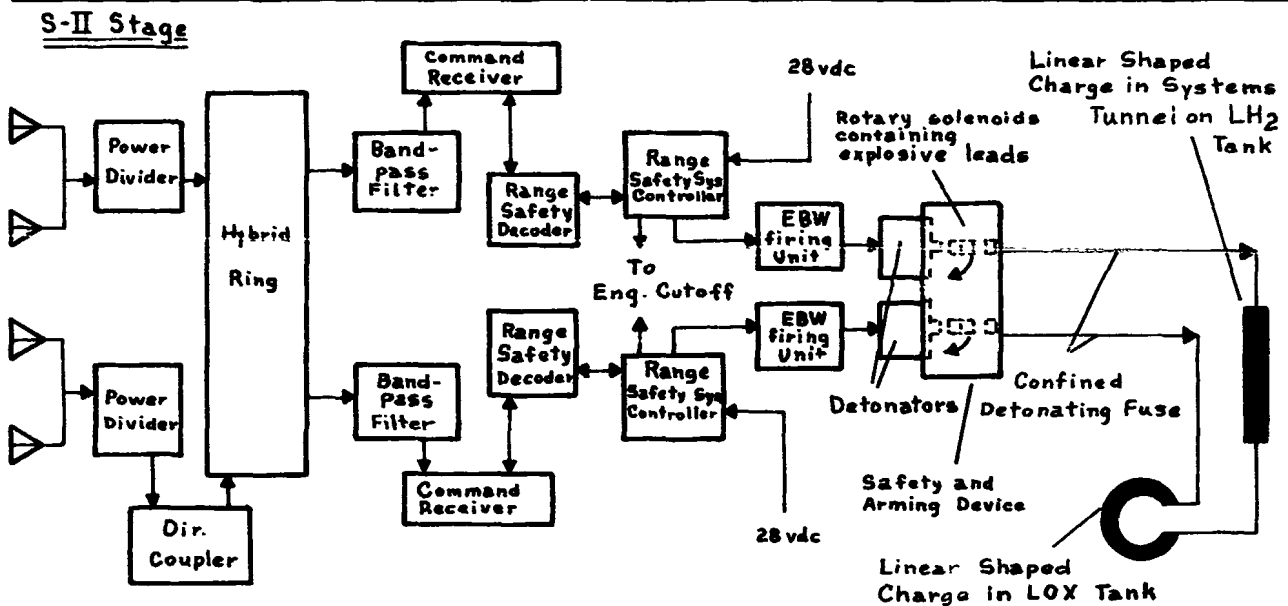 S-II Stage
Power
Divider
Hybrid
Ring
Power
Divider
Dir.
Coupler
Command
Receiver
Band-
pass
Filter
Range
Safety
Decoder
28 vdc
Range
Safety Sys
Controller
To
Eng. Cutoff
EBW
firing
Unit
Rotary solenoids
containing
explosive leads
Linear Shaped
Charge in Systems
Tunnel on LH2
Tank
Band-
Pass
Filter
Command
Receiver
Range
Safety
Decoder
Range
Safety Sys
Controller
28 vdc
EBW
firing
Unit
Detonators
Confined
Detonating Fuse
Safety and
Arming Device
Linear Shaped
Charge in LOX Tank